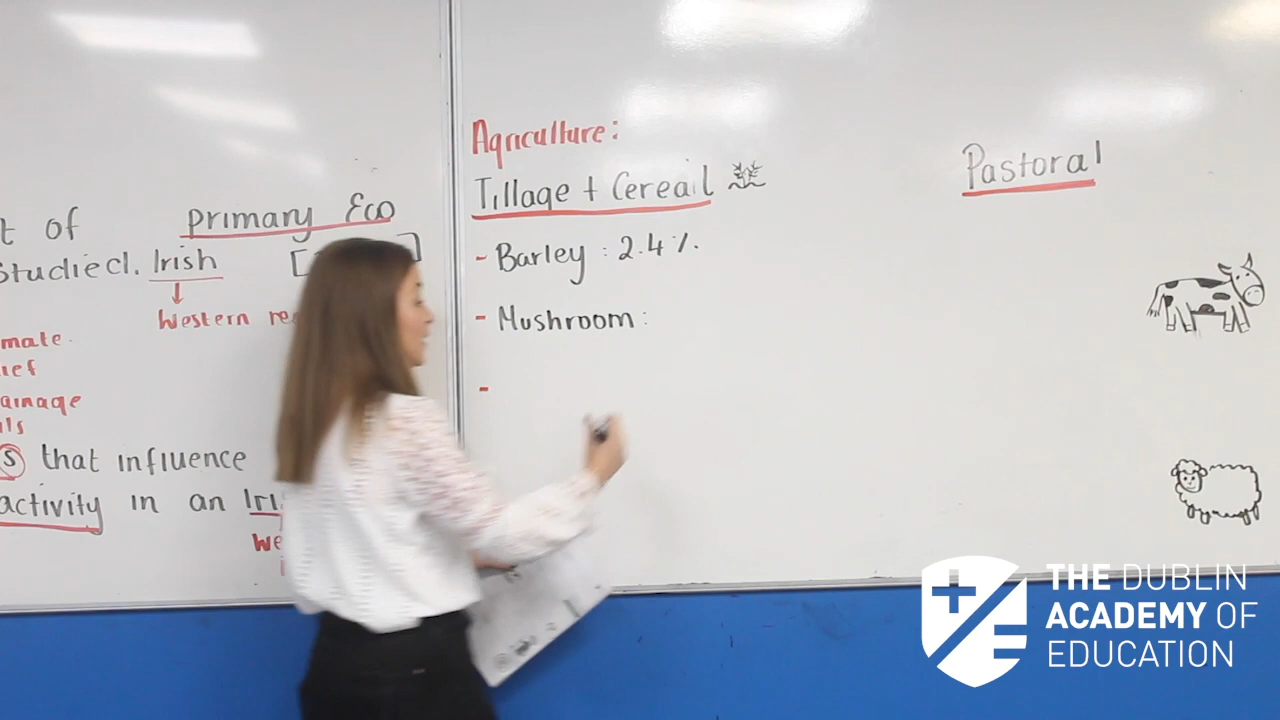 t of primary Eco
Studied. Irish [ ]
Western re
mate.
ief
ainage
ils
S that influence
activity in an Iri
We
Agriculture:
Tillage + Cereail
- Barley : 2.4%.
- Mushroom :
-
Pastoral
THE DUBLIN
ACADEMY OF
EDUCATION